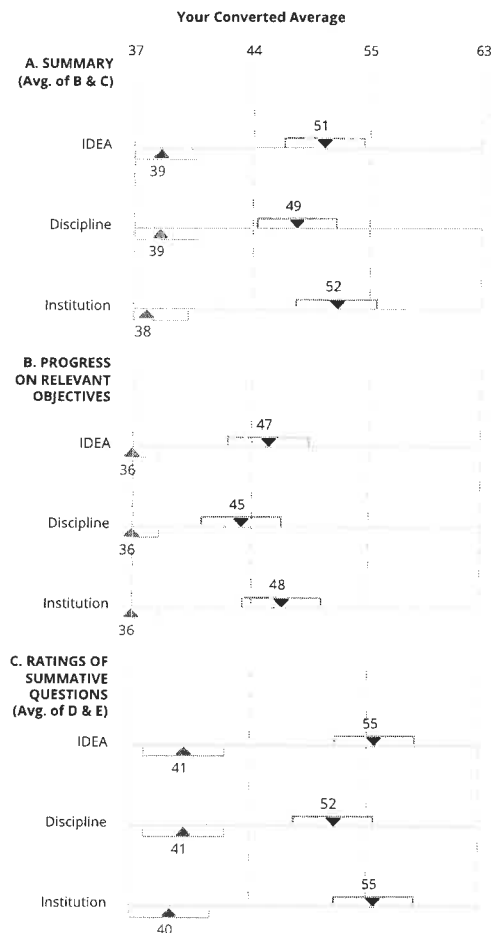 Your Converted Average
37 44 55 63
A. SUMMARY
(Avg. of B & C)
51
IDEA
39
49
Discipline
39
52
Institution
38
B. PROGRESS
ON RELEVANT
OBJECTIVES
47
IDEA
36
45
Discipline
36
48
Institution
36
C. RATINGS OF
SUMMATIVE
QUESTIONS
(Avg. of D & E)
55
IDEA
41
52
Discipline
41
55
Institution
40